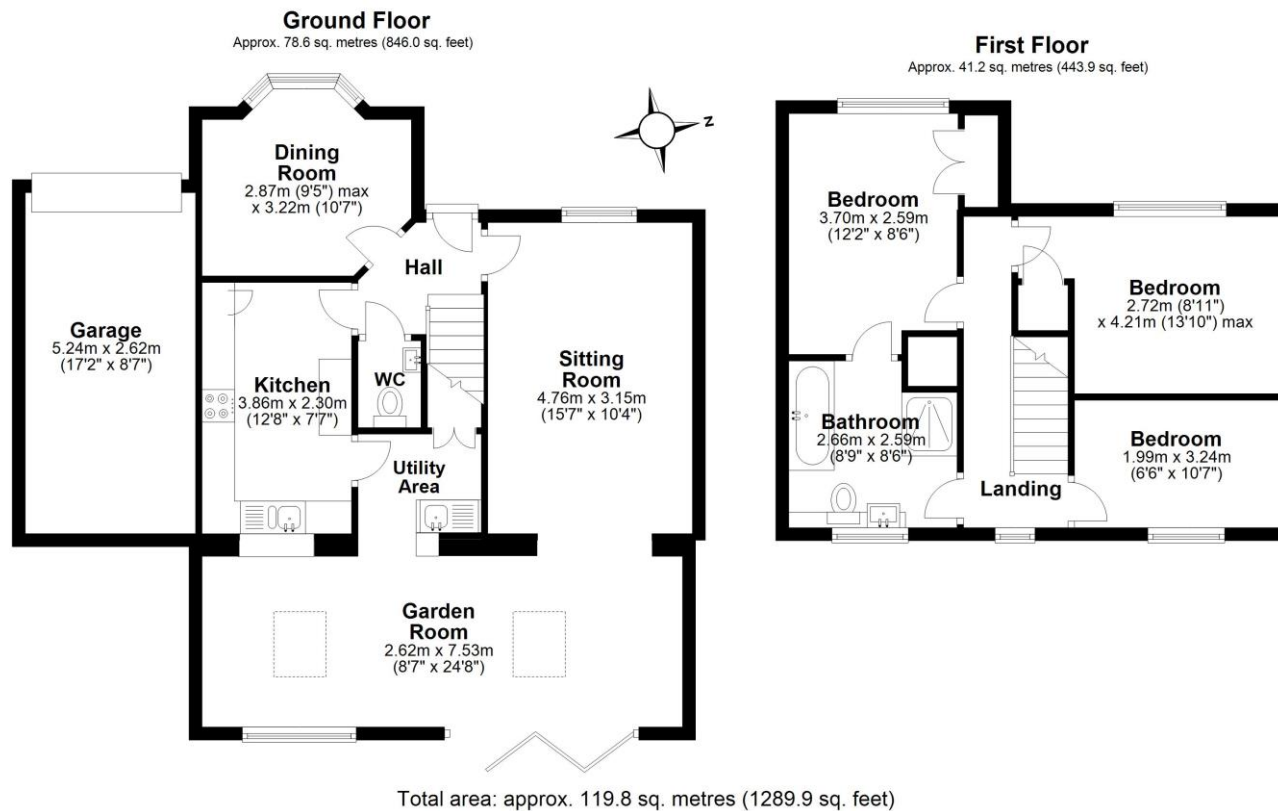 Ground Floor
Approx. 78.6 sq. metres (846.0 sq. feet)
Dining
Room
2.87m (9'5") max
x 3.22m (10'7")
Hall
Garage
5.24m x 2.62m
(17'2" x 8'7")
Kitchen
3.86m x 2.30m
(12'8" x 7'7")
WC
Sitting
Room
4.76m x 3.15m
(15'7" x 10'4")
Utility
Area
Garden
Room
2.62m x 7.53m
(8'7" x 24'8")
N
First Floor
Approx. 41.2 sq. metres (443.9 sq. feet)
Bedroom
3.70m x 2.59m
(12'2" x 8'6")
Bedroom
2.72m (8'11")
x 4.21m (13'10") max
Bathroom
2.66m x 2.59m
(8'9" x 8'6")
Landing
Bedroom
1.99m x 3.24m
(6'6" x 10'7")
Total area: approx. 119.8 sq. metres (1289.9 sq. feet)